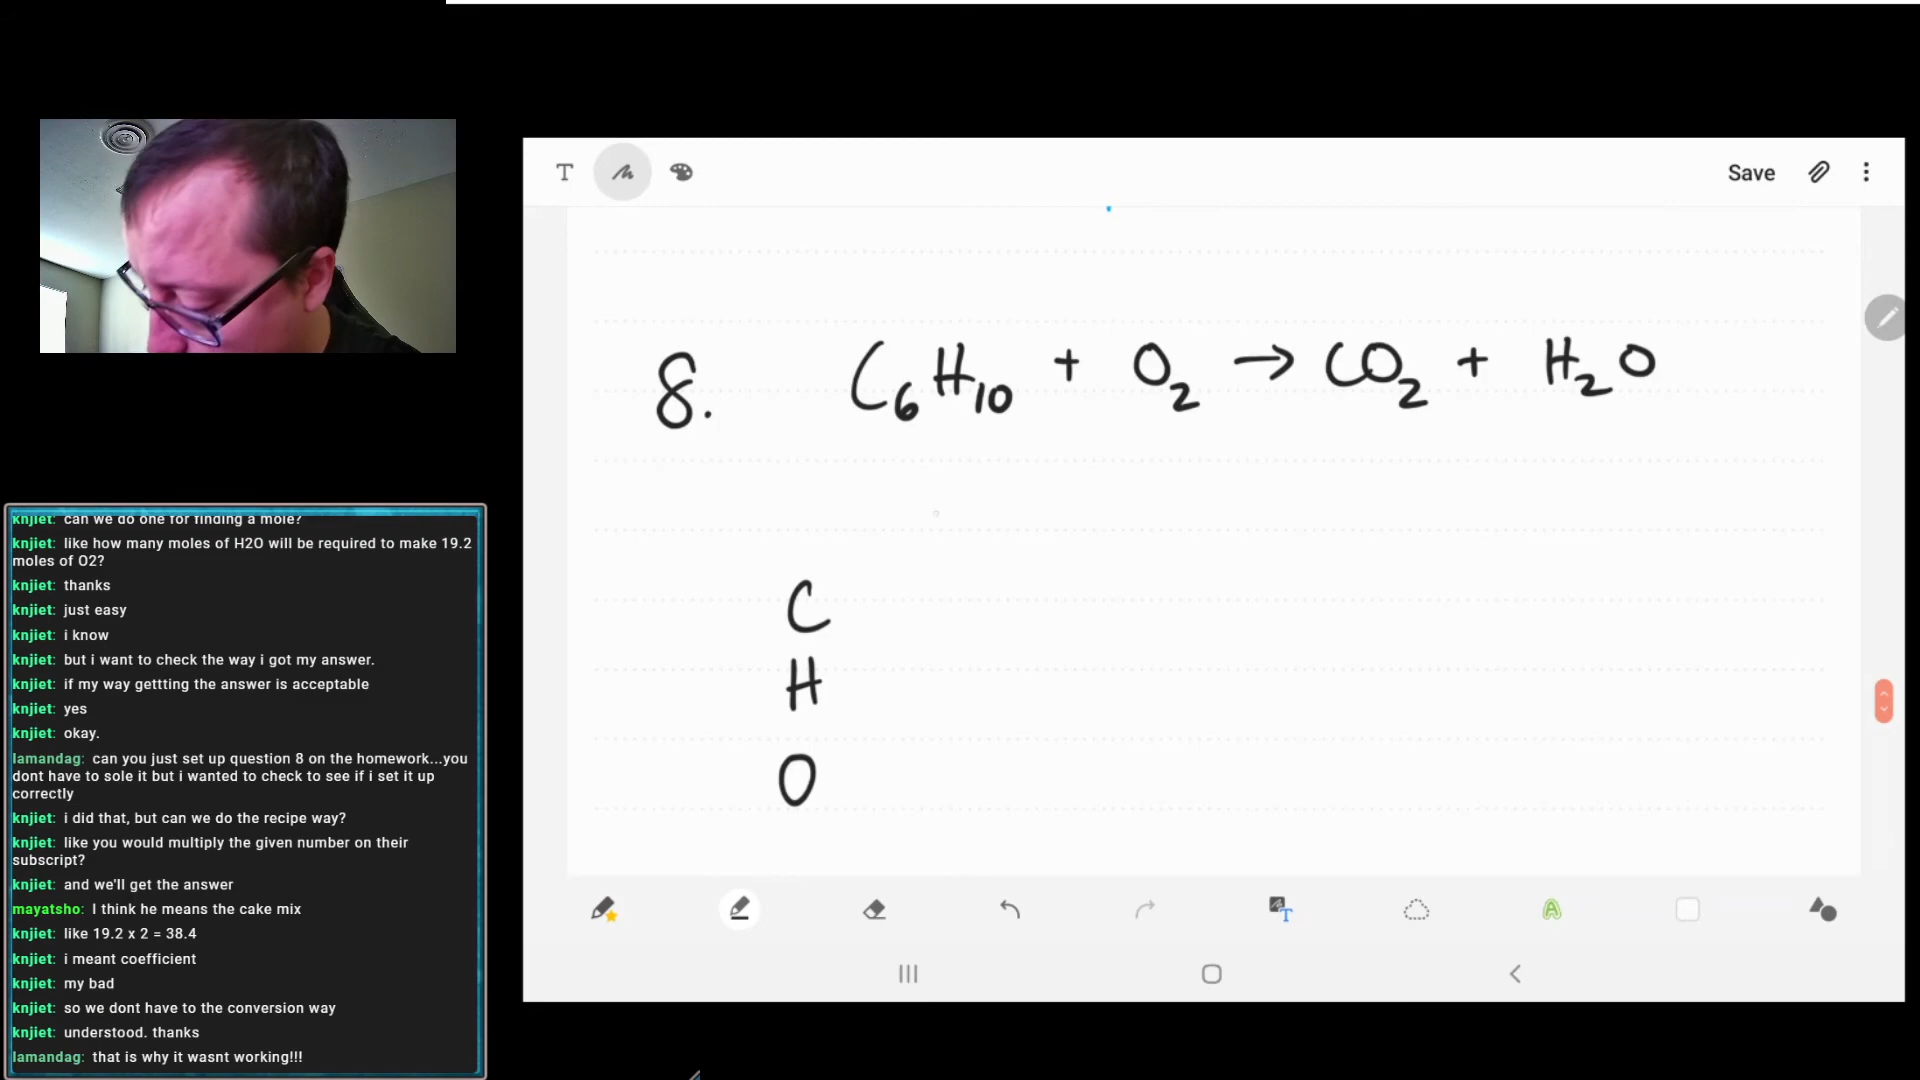 T
Save
8. C6H10 + O2 → CO2 + H2O
C
H
O
knjiet: can we do one for finding a mole?
knjiet: like how many moles of H2O will be required to make 19.2
moles of O2?
knjiet: thanks
knjiet: just easy
knjiet: i know
knjiet: but i want to check the way i got my answer.
knjiet: if my way gettting the answer is acceptable
knjiet: yes
knjiet: okay.
lamandag: can you just set up question 8 on the homework...you
dont have to sole it but i wanted to check to see if i set it up
correctly
knjiet: i did that, but can we do the recipe way?
knjiet: like you would multiply the given number on their
subscript?
knjiet: and we'll get the answer
mayatsho: I think he means the cake mix
knjiet: like 19.2 x 2 = 38.4
knjiet: i meant coefficient
knjiet: my bad
knjiet: so we dont have to the conversion way
knjiet: understood. thanks
lamandag: that is why it wasnt working!!!